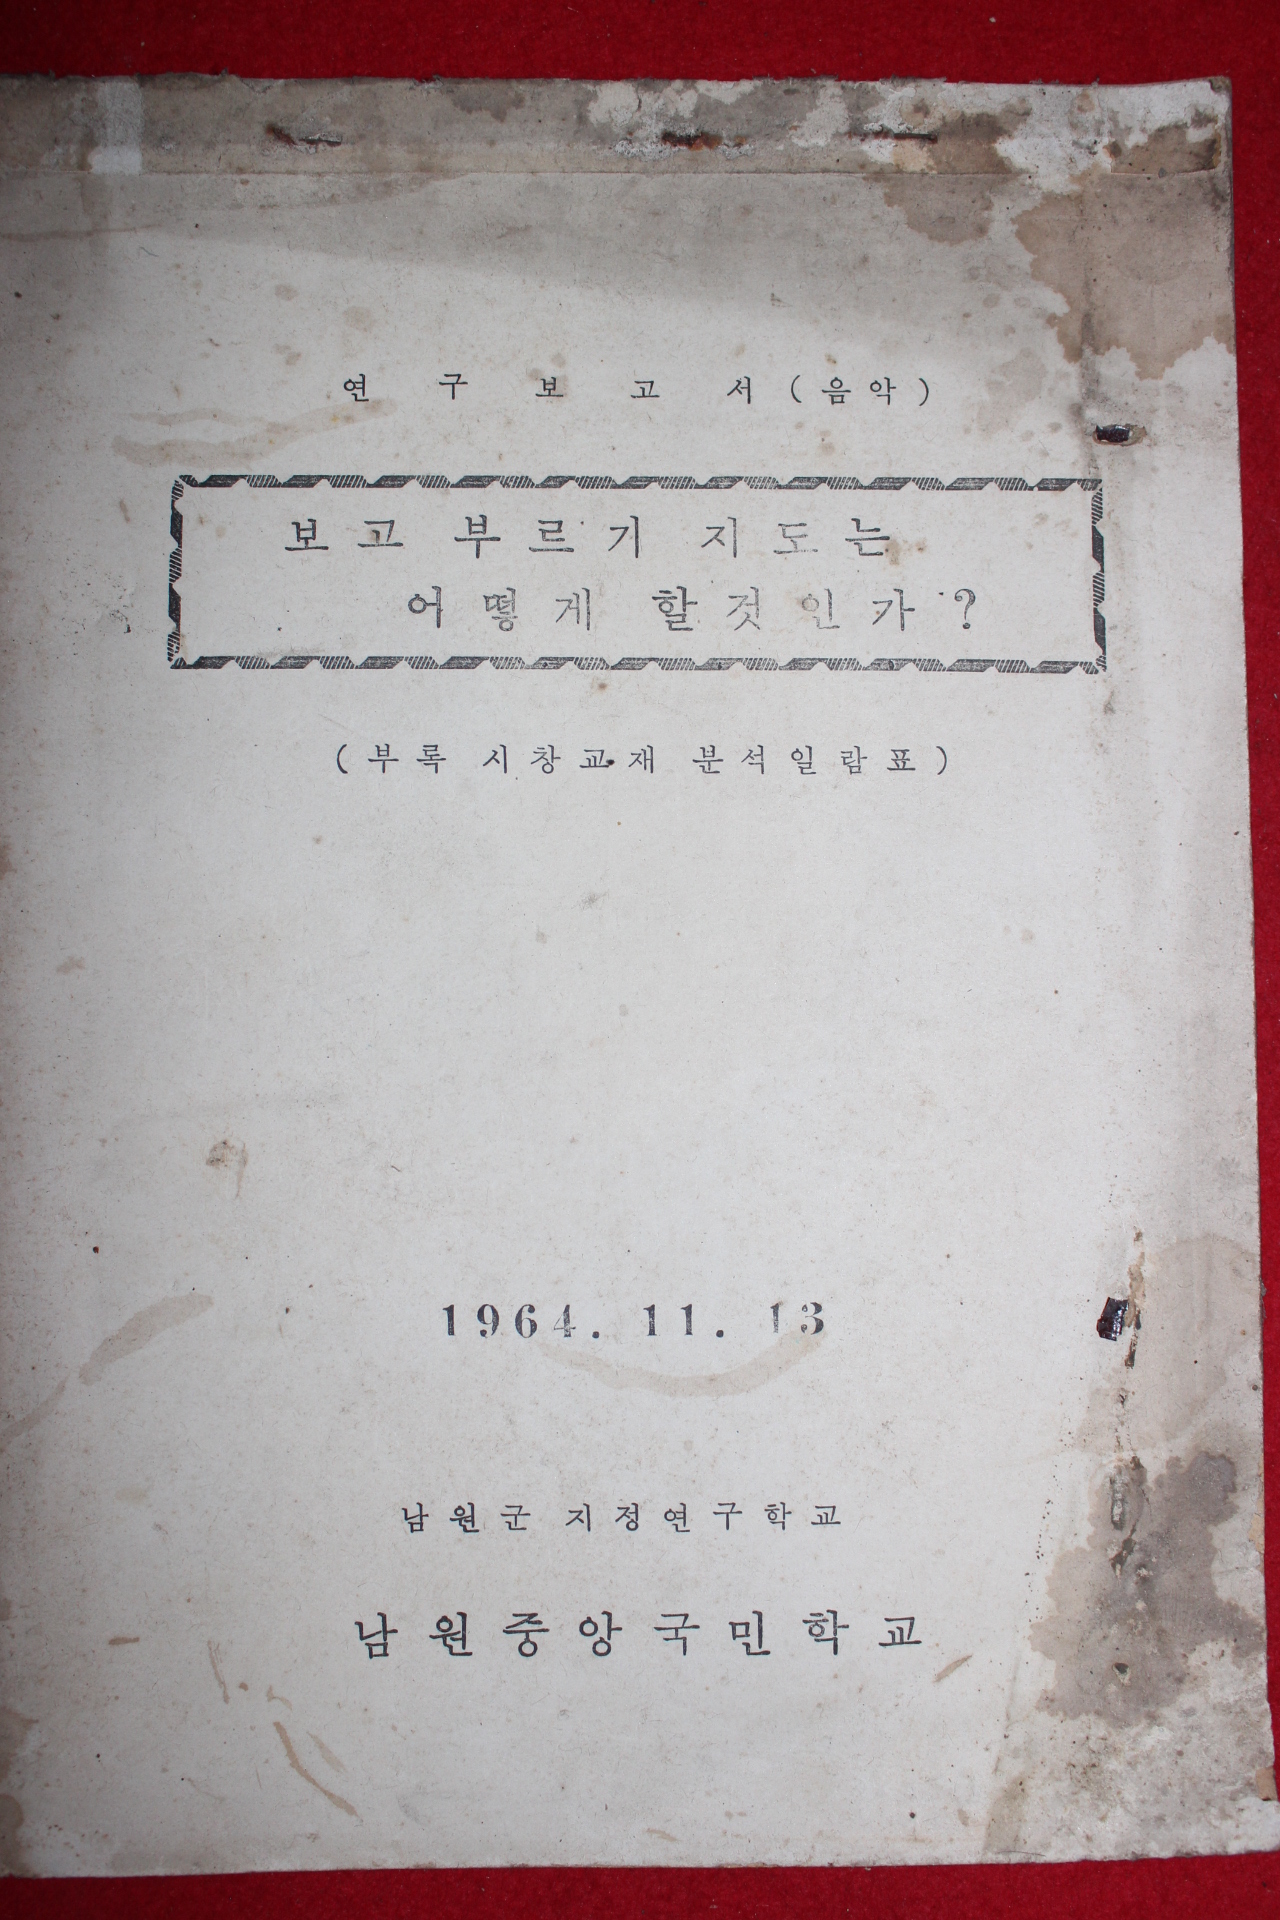 연구보고서(음악)
보고 부르기 지도는
어떻게 할것인가?
(부록 시창교재 분석일람표)
1964. 11. 13
남원군 지정연구학교
남원중앙국민학교